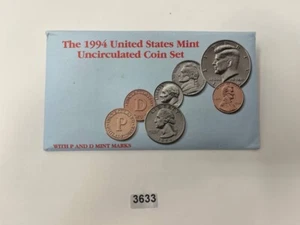 The 1994 United States Mint
Uncirculated Coin Set
D
P
WITH P AND D MINT MARKS
3633